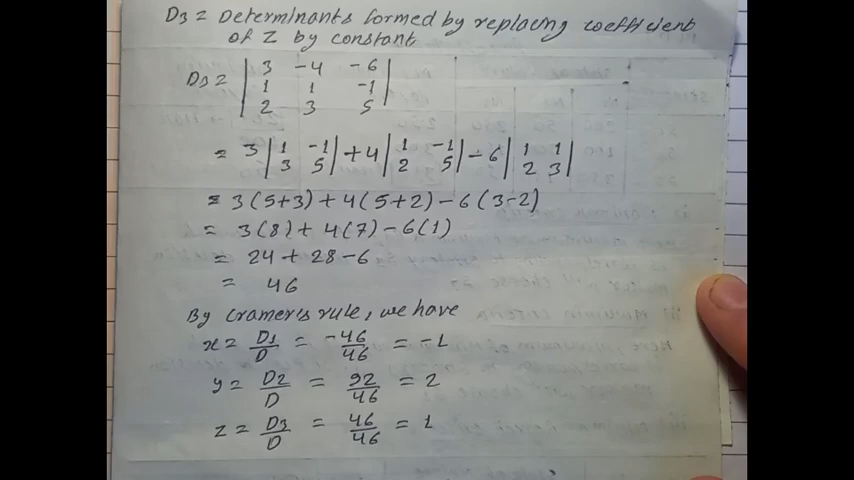 D3 = Determinants formed by replacing coefficient
of Z by constant
D3 = | 3 -4 -6 |
| 1 1 -1 |
| 2 3 5 |
= 3 | 1 -1 | + 4 | 1 -1 | - 6 | 1 1 |
| 3 5 | | 2 5 | | 2 3 |
= 3(5+3) + 4(5+2) - 6(3-2)
= 3(8) + 4(7) - 6(1)
= 24 + 28 - 6
= 46
By cramers rule, we have
x = D1/D = -46/46 = -1
y = D2/D = 92/46 = 2
z = D3/D = 46/46 = 1